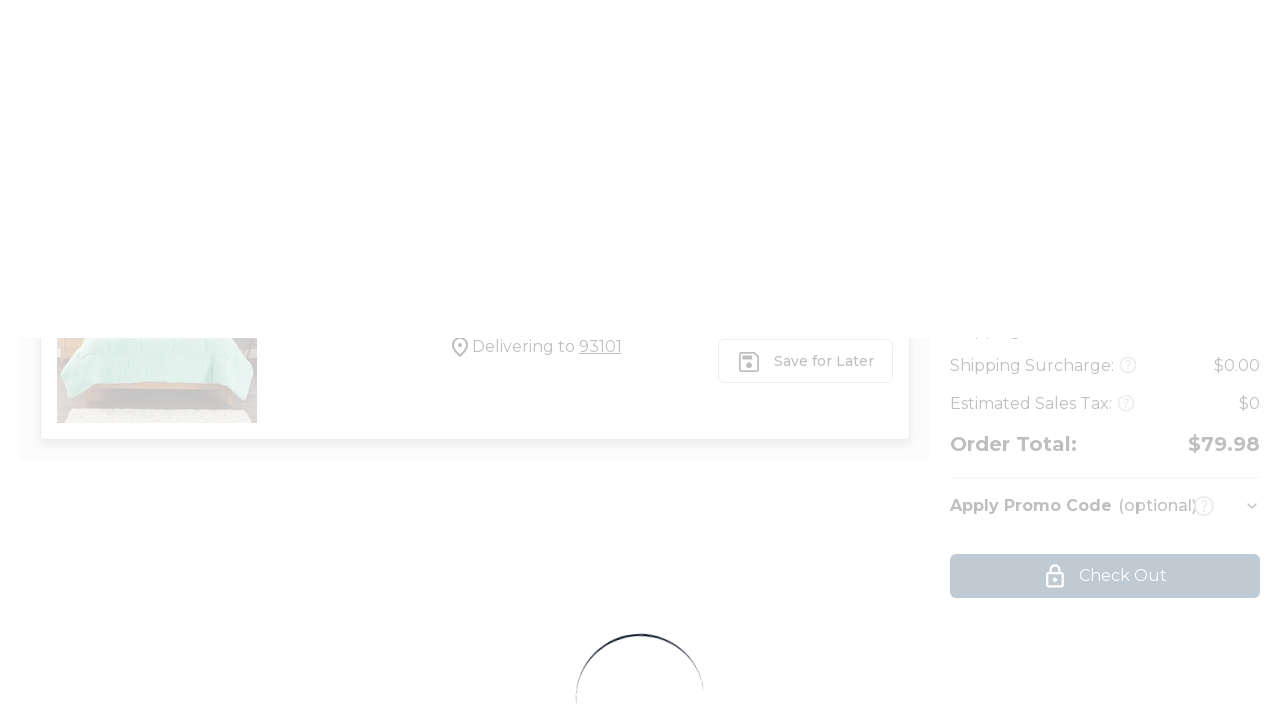 Delivering to 93101
Save for Later
Shipping Surcharge: $0.00
Estimated Sales Tax: $0
Order Total: $79.98
Apply Promo Code (optional)
Check Out